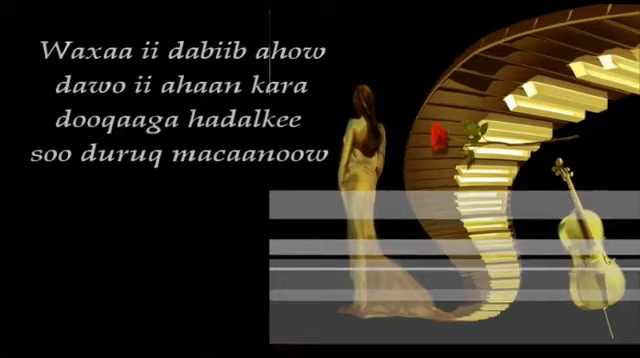 Waxaa ii dabiib ahow
dawo ii ahaan kara
dooqaaga hadalkee
soo duruq macaanoow